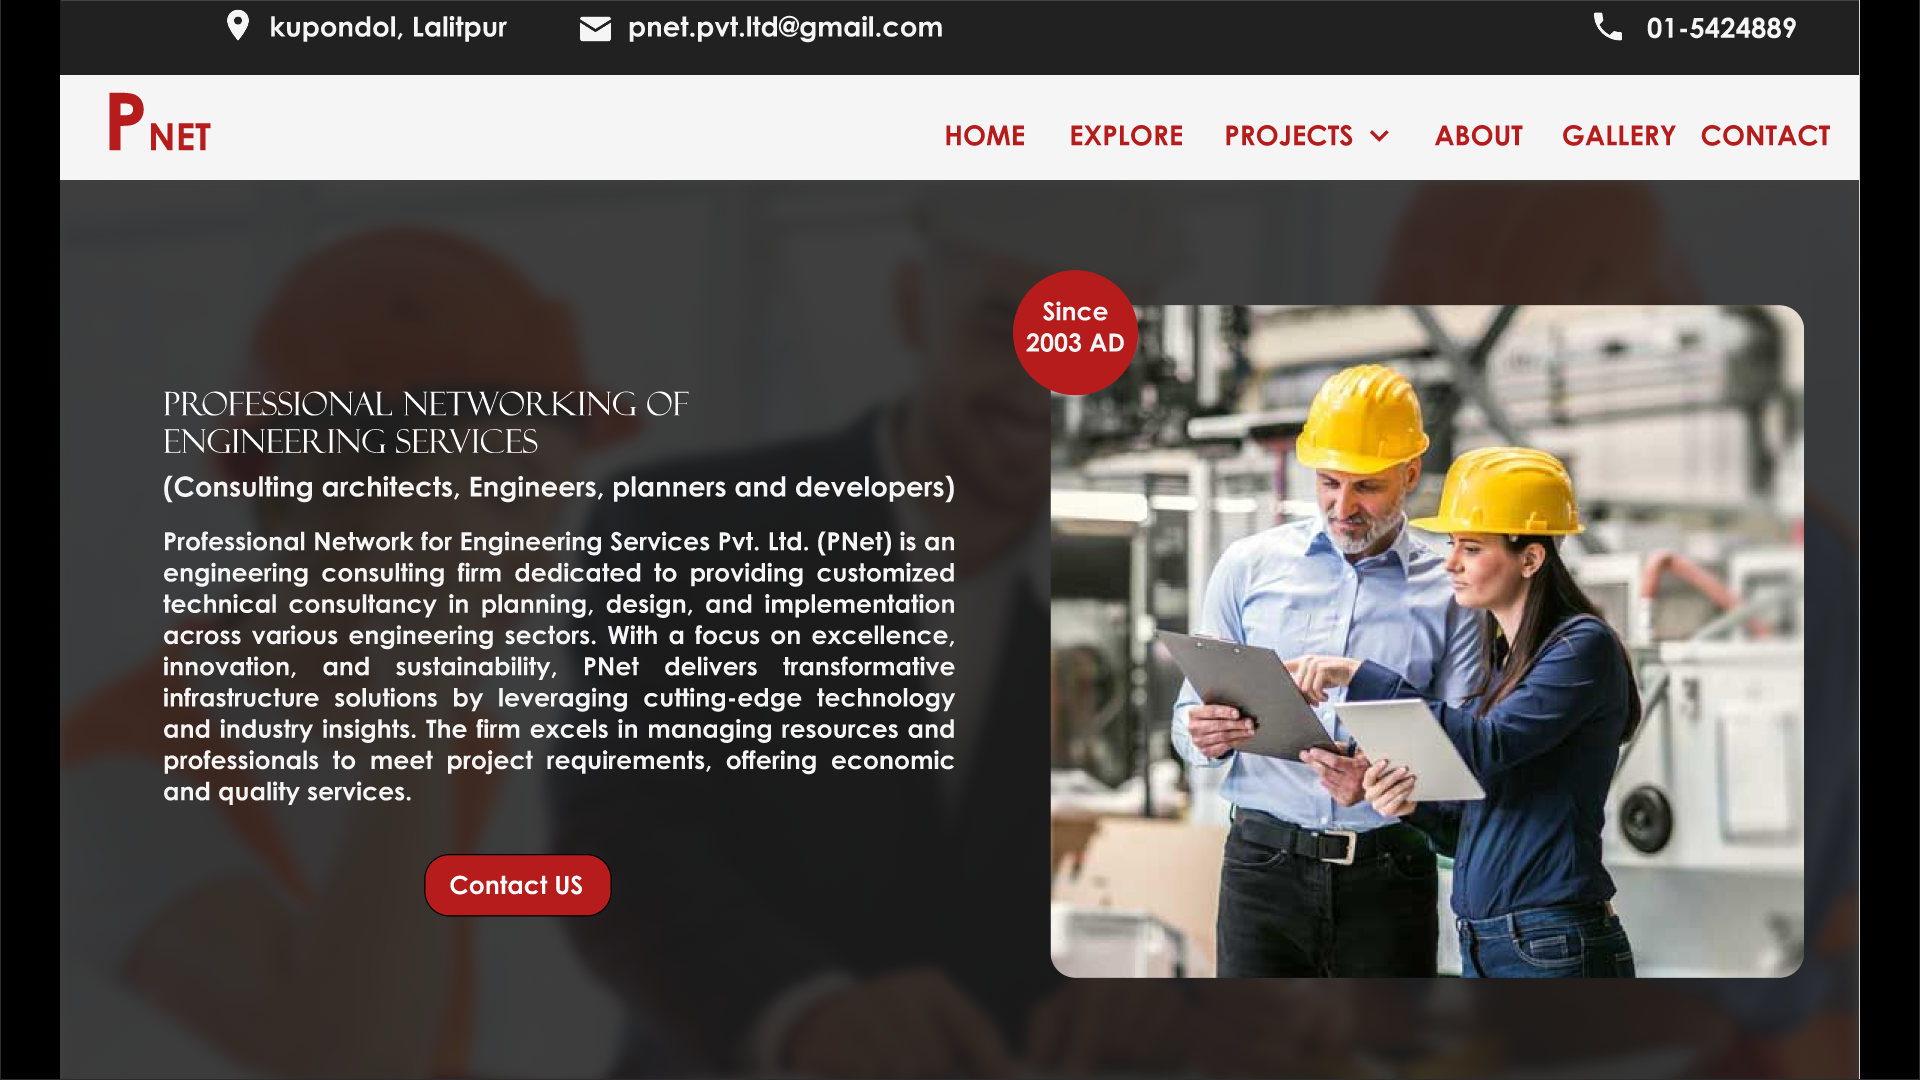 kupondol, Lalitpur
pnet.pvt.ltd@gmail.com
01-5424889
PNET
HOME EXPLORE PROJECTS ABOUT GALLERY CONTACT
Since
2003 AD
PROFESSIONAL NETWORKING OF
ENGINEERING SERVICES
(Consulting architects, Engineers, planners and developers)
Professional Network for Engineering Services Pvt. Ltd. (PNet) is an
engineering consulting firm dedicated to providing customized
technical consultancy in planning, design, and implementation
across various engineering sectors. With a focus on excellence,
innovation, and sustainability, PNet delivers transformative
infrastructure solutions by leveraging cutting-edge technology
and industry insights. The firm excels in managing resources and
professionals to meet project requirements, offering economic
and quality services.
Contact US